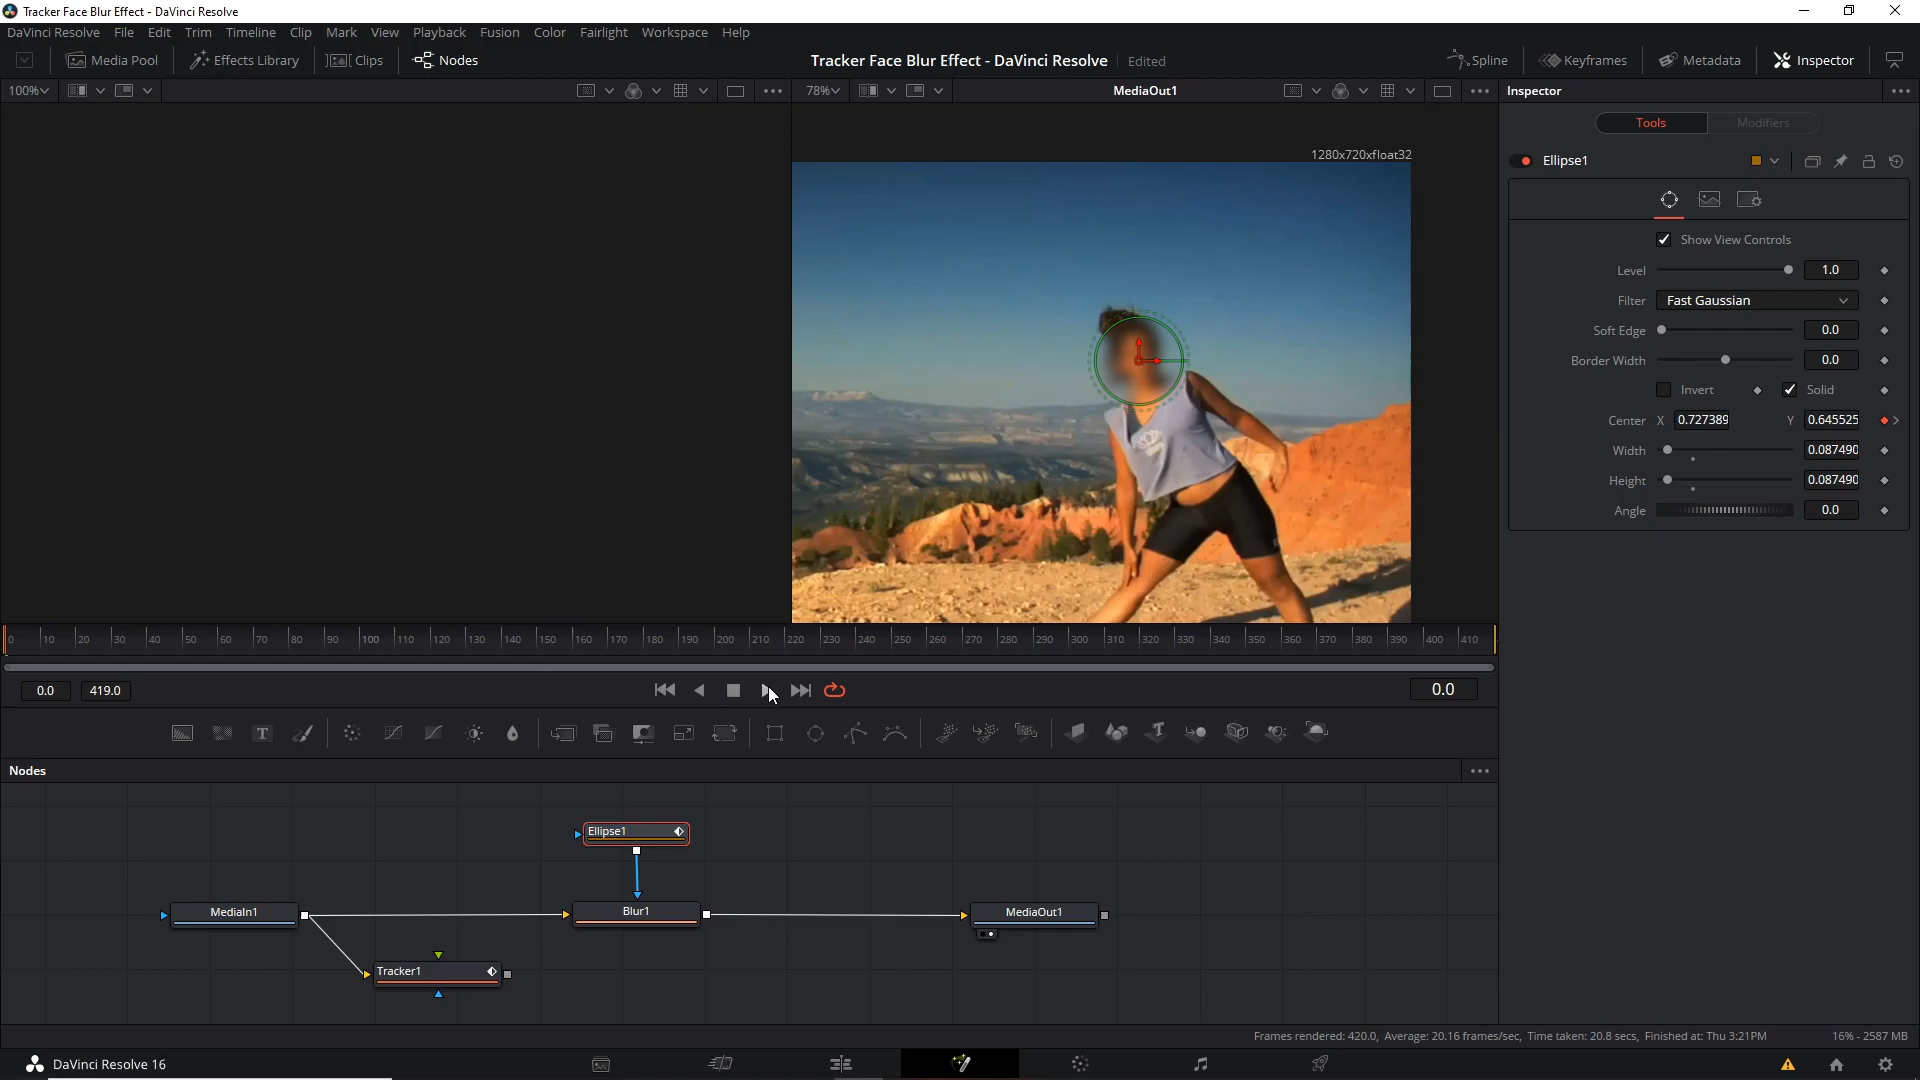 Tracker Face Blur Effect - DaVinci Resolve
DaVinci Resolve File Edit Trim Timeline Clip Mark View Playback Fusion Color Fairlight Workspace Help
Media Pool Effects Library Clips Nodes Tracker Face Blur Effect - DaVinci Resolve Edited Spline Keyframes Metadata Inspector
100% 78% MediaOut1 Inspector
Tools Modifiers
1280x720xfloat32
Ellipse1
Show View Controls
Level 1.0
Filter Fast Gaussian
Soft Edge 0.0
Border Width 0.0
Invert Solid
Center X 0.727389 Y 0.645525
Width 0.087490
Height 0.087490
Angle 0.0
0 10 20 30 40 50 60 70 80 90 100 110 120 130 140 150 160 170 180 190 200 210 220 230 240 250 260 270 280 290 300 310 320 330 340 350 360 370 380 390 400 410
0.0 419.0 0.0
T T
Nodes
Ellipse1
MediaIn1 Blur1 MediaOut1
Tracker1
Frames rendered: 420.0, Average: 20.16 frames/sec, Time taken: 20.8 secs, Finished at: Thu 3:21PM 16% - 2587 MB
DaVinci Resolve 16